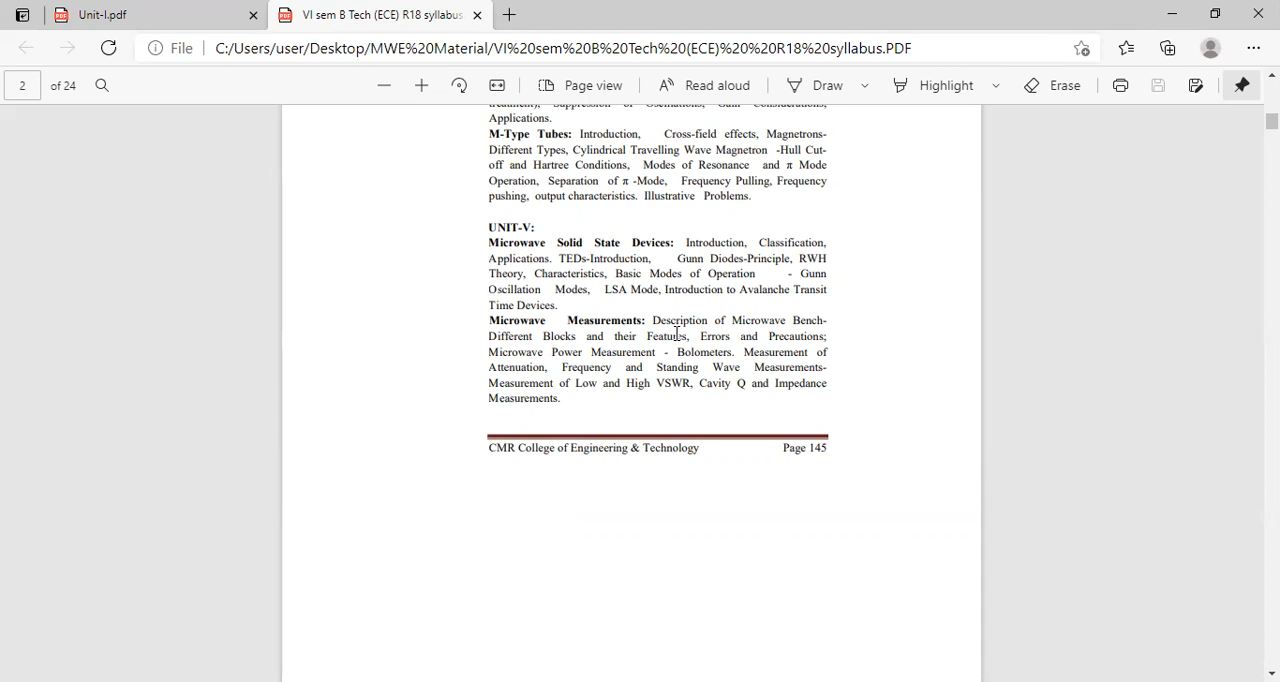 Unit-I.pdf
VI sem B Tech (ECE) R18 syllabus
File
C:/Users/user/Desktop/MWE%20Material/VI%20sem%20B%20Tech%20(ECE)%20%20R18%20syllabus.PDF
2 of 24
Page view
Read aloud
Draw
Highlight
Erase
treatment), Suppression of Oscillations, Gain Considerations,
Applications.
M-Type Tubes: Introduction, Cross-field effects, Magnetrons-
Different Types, Cylindrical Travelling Wave Magnetron -Hull Cut-
off and Hartree Conditions, Modes of Resonance and π Mode
Operation, Separation of π -Mode, Frequency Pulling, Frequency
pushing, output characteristics. Illustrative Problems.
UNIT-V:
Microwave Solid State Devices: Introduction, Classification,
Applications. TEDs-Introduction, Gunn Diodes-Principle, RWH
Theory, Characteristics, Basic Modes of Operation - Gunn
Oscillation Modes, LSA Mode, Introduction to Avalanche Transit
Time Devices.
Microwave Measurements: Description of Microwave Bench-
Different Blocks and their Features, Errors and Precautions;
Microwave Power Measurement - Bolometers. Measurement of
Attenuation, Frequency and Standing Wave Measurements-
Measurement of Low and High VSWR, Cavity Q and Impedance
Measurements.
CMR College of Engineering & Technology Page 145